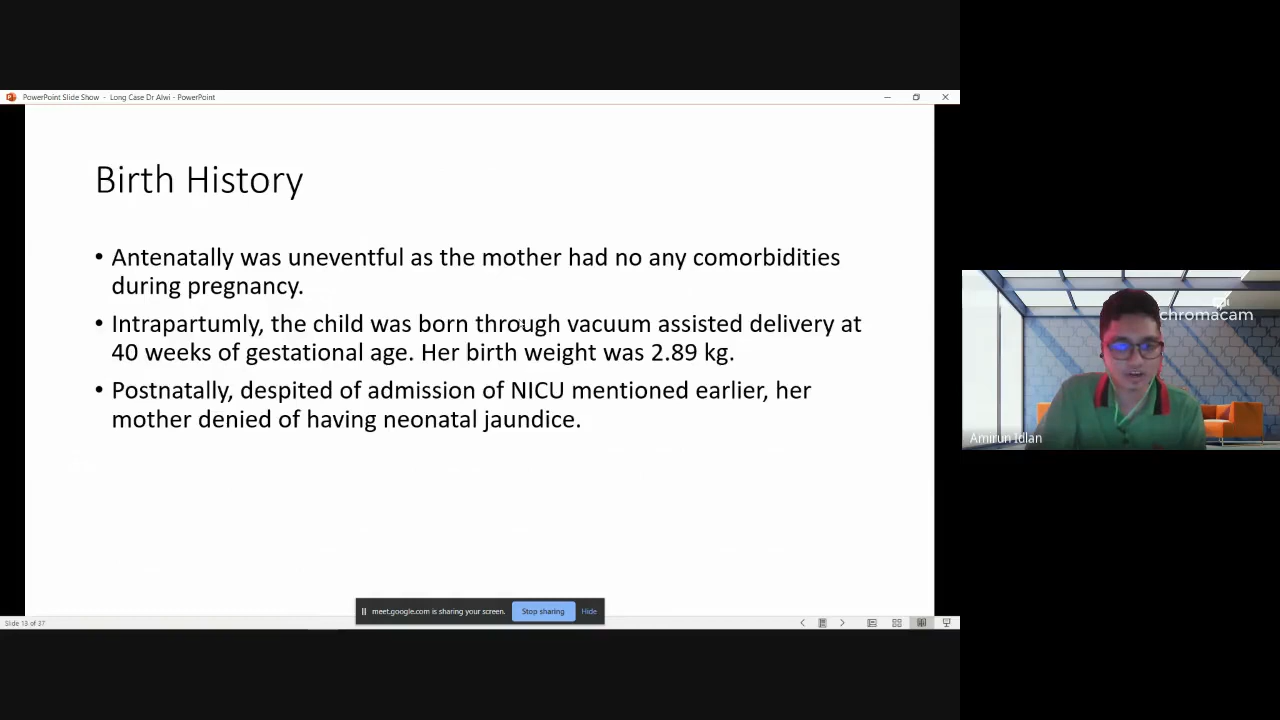 PowerPoint Slide Show - Long Case Dr Alwi - PowerPoint
Birth History
• Antenatally was uneventful as the mother had no any comorbidities
during pregnancy.
• Intrapartumly, the child was born through vacuum assisted delivery at
40 weeks of gestational age. Her birth weight was 2.89 kg.
• Postnatally, despited of admission of NICU mentioned earlier, her
mother denied of having neonatal jaundice.
chromacam
Amirun Idlan
meet.google.com is sharing your screen. Stop sharing Hide
Slide 13 of 37